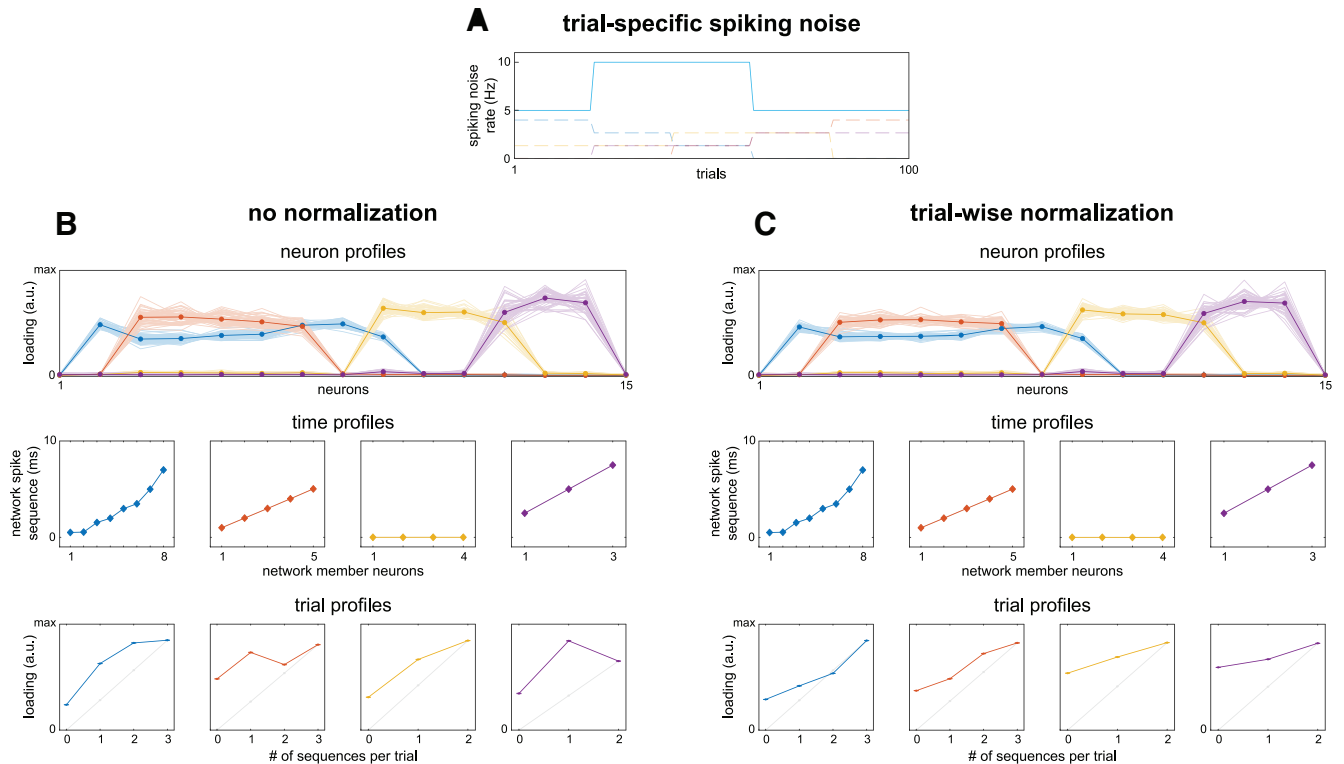 A
trial-specific spiking noise
spiking noise
rate (Hz)
10
5
0
1
trials
100
B
no normalization
neuron profiles
loading (a.u.)
max
0
1
neurons
15
time profiles
network spike
sequence (ms)
10
0
1 8
1 5
1 4
1 3
network member neurons
trial profiles
loading (a.u.)
max
0
0 1 2 3
0 1 2 3
0 1 2
0 1 2
# of sequences per trial
C
trial-wise normalization
neuron profiles
loading (a.u.)
max
0
1
neurons
15
time profiles
network spike
sequence (ms)
10
0
1 8
1 5
1 4
1 3
network member neurons
trial profiles
loading (a.u.)
max
0
0 1 2 3
0 1 2 3
0 1 2
0 1 2
# of sequences per trial